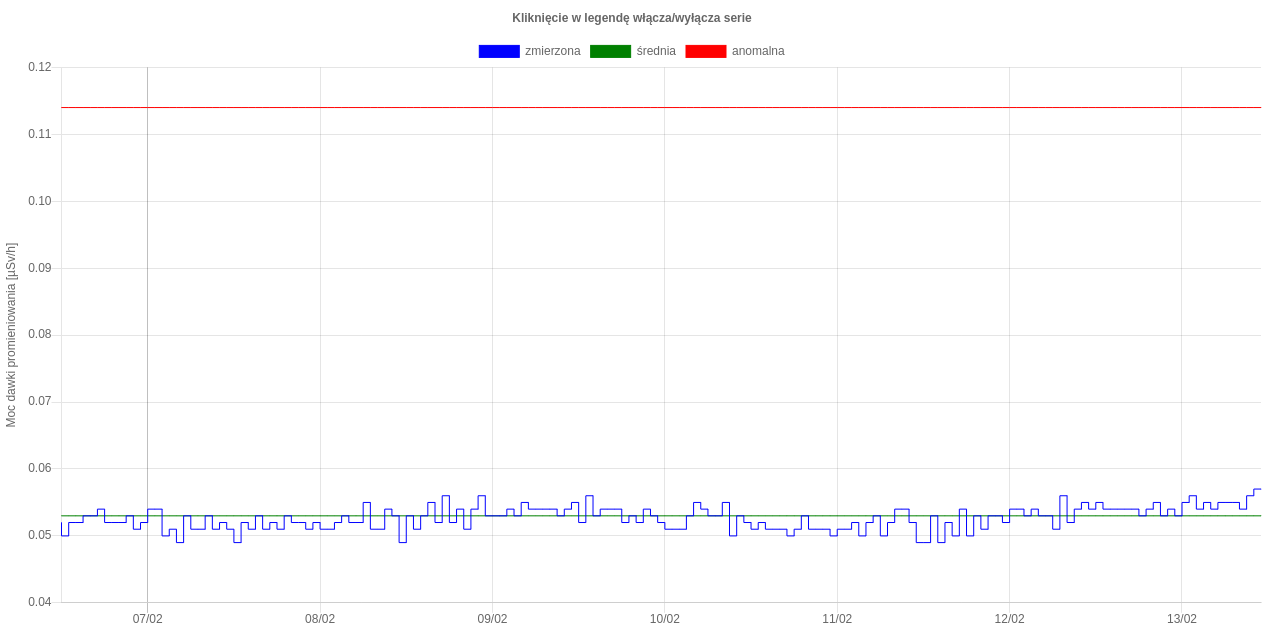 Kliknięcie w legendę włącza/wyłącza serie
zmierzona średnia anomalna
Moc dawki promieniowania [µSv/h]
0.12
0.11
0.10
0.09
0.08
0.07
0.06
0.05
0.04
07/02 08/02 09/02 10/02 11/02 12/02 13/02